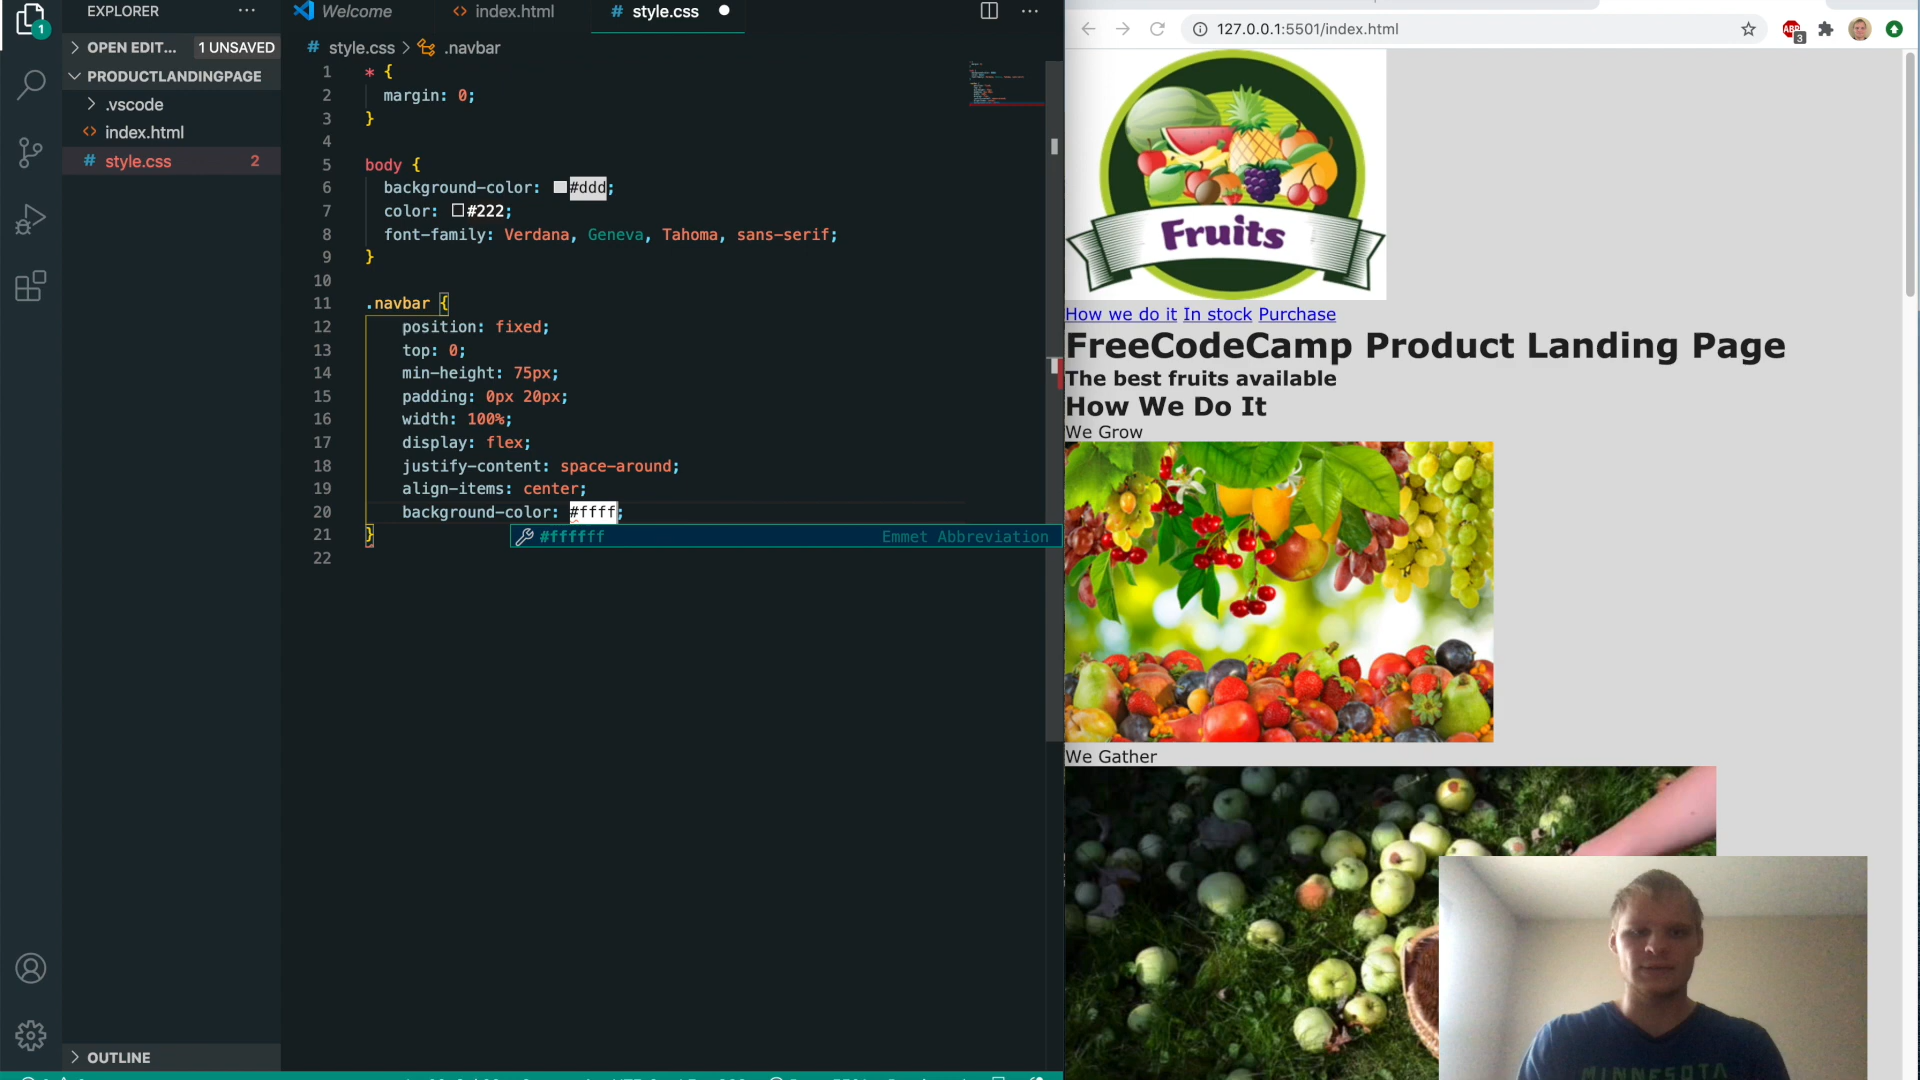 EXPLORER
1
OPEN EDIT... 1 UNSAVED
PRODUCTLANDINGPAGE
.vscode
index.html
style.css 2
OUTLINE
Welcome
index.html
style.css
style.css > .navbar
1 * {
2 margin: 0;
3 }
4
5 body {
6 background-color: #ddd;
7 color: #222;
8 font-family: Verdana, Geneva, Tahoma, sans-serif;
9 }
10
11 .navbar {
12 position: fixed;
13 top: 0;
14 min-height: 75px;
15 padding: 0px 20px;
16 width: 100%;
17 display: flex;
18 justify-content: space-around;
19 align-items: center;
20 background-color: #ffff;
21 }
22
#ffffff Emmet Abbreviation
127.0.0.1:5501/index.html
ABP
3
Fruits
How we do it In stock Purchase
FreeCodeCamp Product Landing Page
The best fruits available
How We Do It
We Grow
We Gather
MINNESOTA